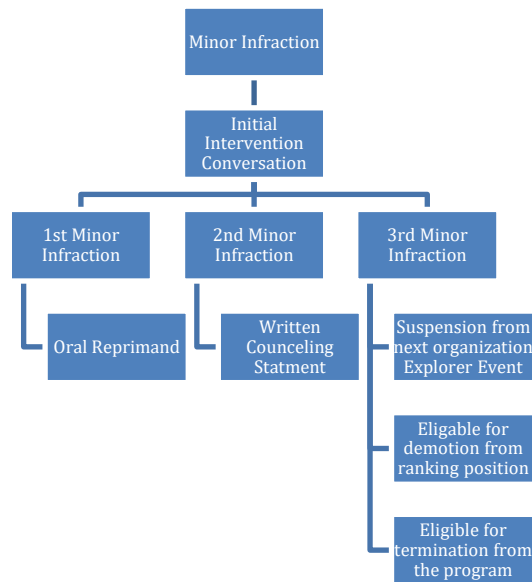 Minor Infraction
Initial
Intervention
Conversation
1st Minor
Infraction
Oral Reprimand
2nd Minor
Infraction
Written
Counceling
Statment
3rd Minor
Infraction
Suspension from
next organization
Explorer Event
Eligable for
demotion from
ranking position
Eligible for
termination from
the program